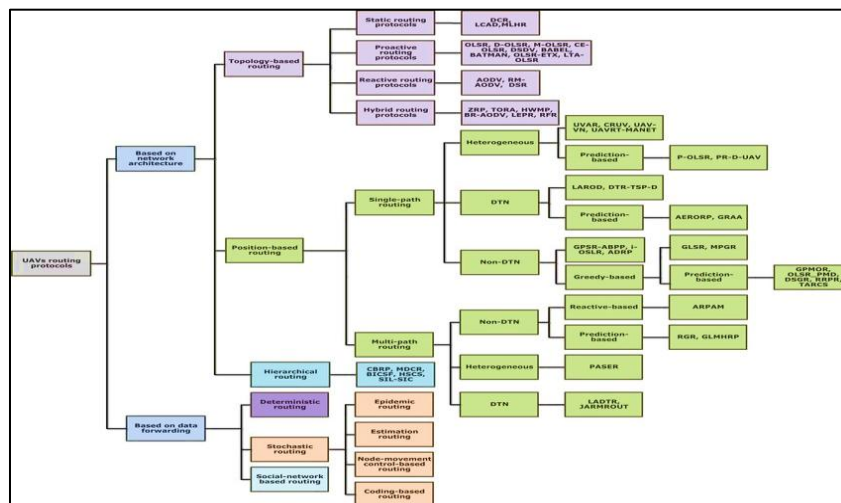 Static routing
protocols
DCR,
LCAD,MLHR
Topology-based
routing
Proactive
routing
protocols
OLSR, D-OLSR, M-OLSR, CE-
OLSR, DSDV, BABEL,
BATMAN, OLSR-ETX, LTA-
OLSR
Reactive routing
protocols
AODV, RM-
AODV, DSR
Hybrid routing
protocols
ZRP, TORA, HWMP,
BR-AODV, LEPR, RFR
Based on
network
architecture
Heterogeneous
UVAR, CRUV, UAV-
VN, UAVRT-MANET
Prediction-
based
P-OLSR, PR-D-UAV
Single-path
routing
DTN
LAROD, DTR-TSP-D
Prediction-
based
AERORP, GRAA
UAVs routing
protocols
Position-based
routing
Non-DTN
GPSR-ABPP, i-
OSLR, ADRP
Greedy-based
GLSR, MPGR
Prediction-
based
GPMOR,
OLSR_PMD,
DSGR, RRPR,
TARCS
Multi-path
routing
Non-DTN
Reactive-based
ARPAM
Prediction-
based
RGR, GLMHRP
Heterogeneous
PASER
DTN
LADTR,
JARMROUT
Hierarchical
routing
CBRP, MDCR,
BICSF, HSCS,
SIL-SIC
Based on data
forwarding
Deterministic
routing
Stochastic
routing
Epidemic
routing
Estimation
routing
Node-movement
control-based
routing
Coding-based
routing
Social-network
based routing